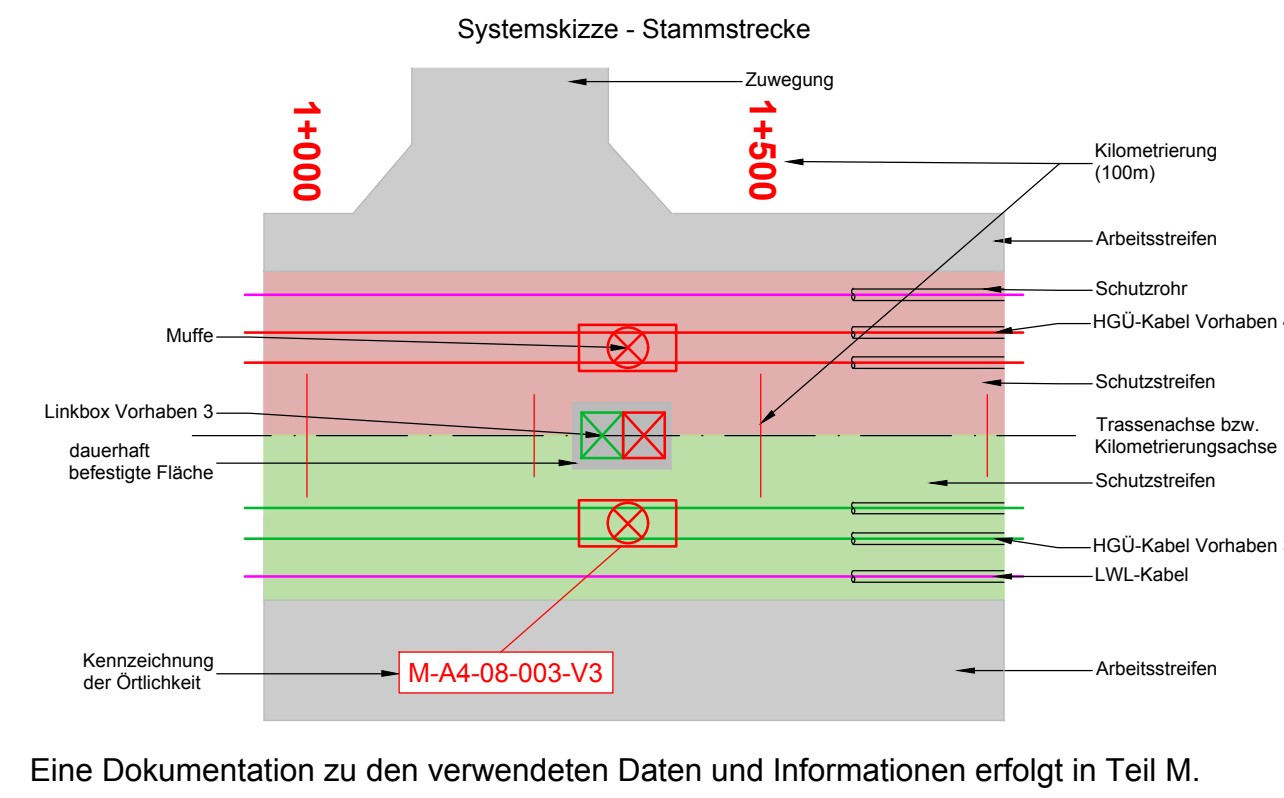 Systemskizze - Stammstrecke
Zuwegung
1+000
1+500
Kilometrierung
(100m)
Arbeitsstreifen
Schutzrohr
HGÜ-Kabel Vorhaben
Muffe
Schutzstreifen
Linkbox Vorhaben 3
Trassenachse bzw.
Kilometrierungsachse
dauerhaft
befestigte Fläche
Schutzstreifen
HGÜ-Kabel Vorhaben
LWL-Kabel
Kennzeichnung
der Örtlichkeit
M-A4-08-003-V3
Arbeitsstreifen
Eine Dokumentation zu den verwendeten Daten und Informationen erfolgt in Teil M.